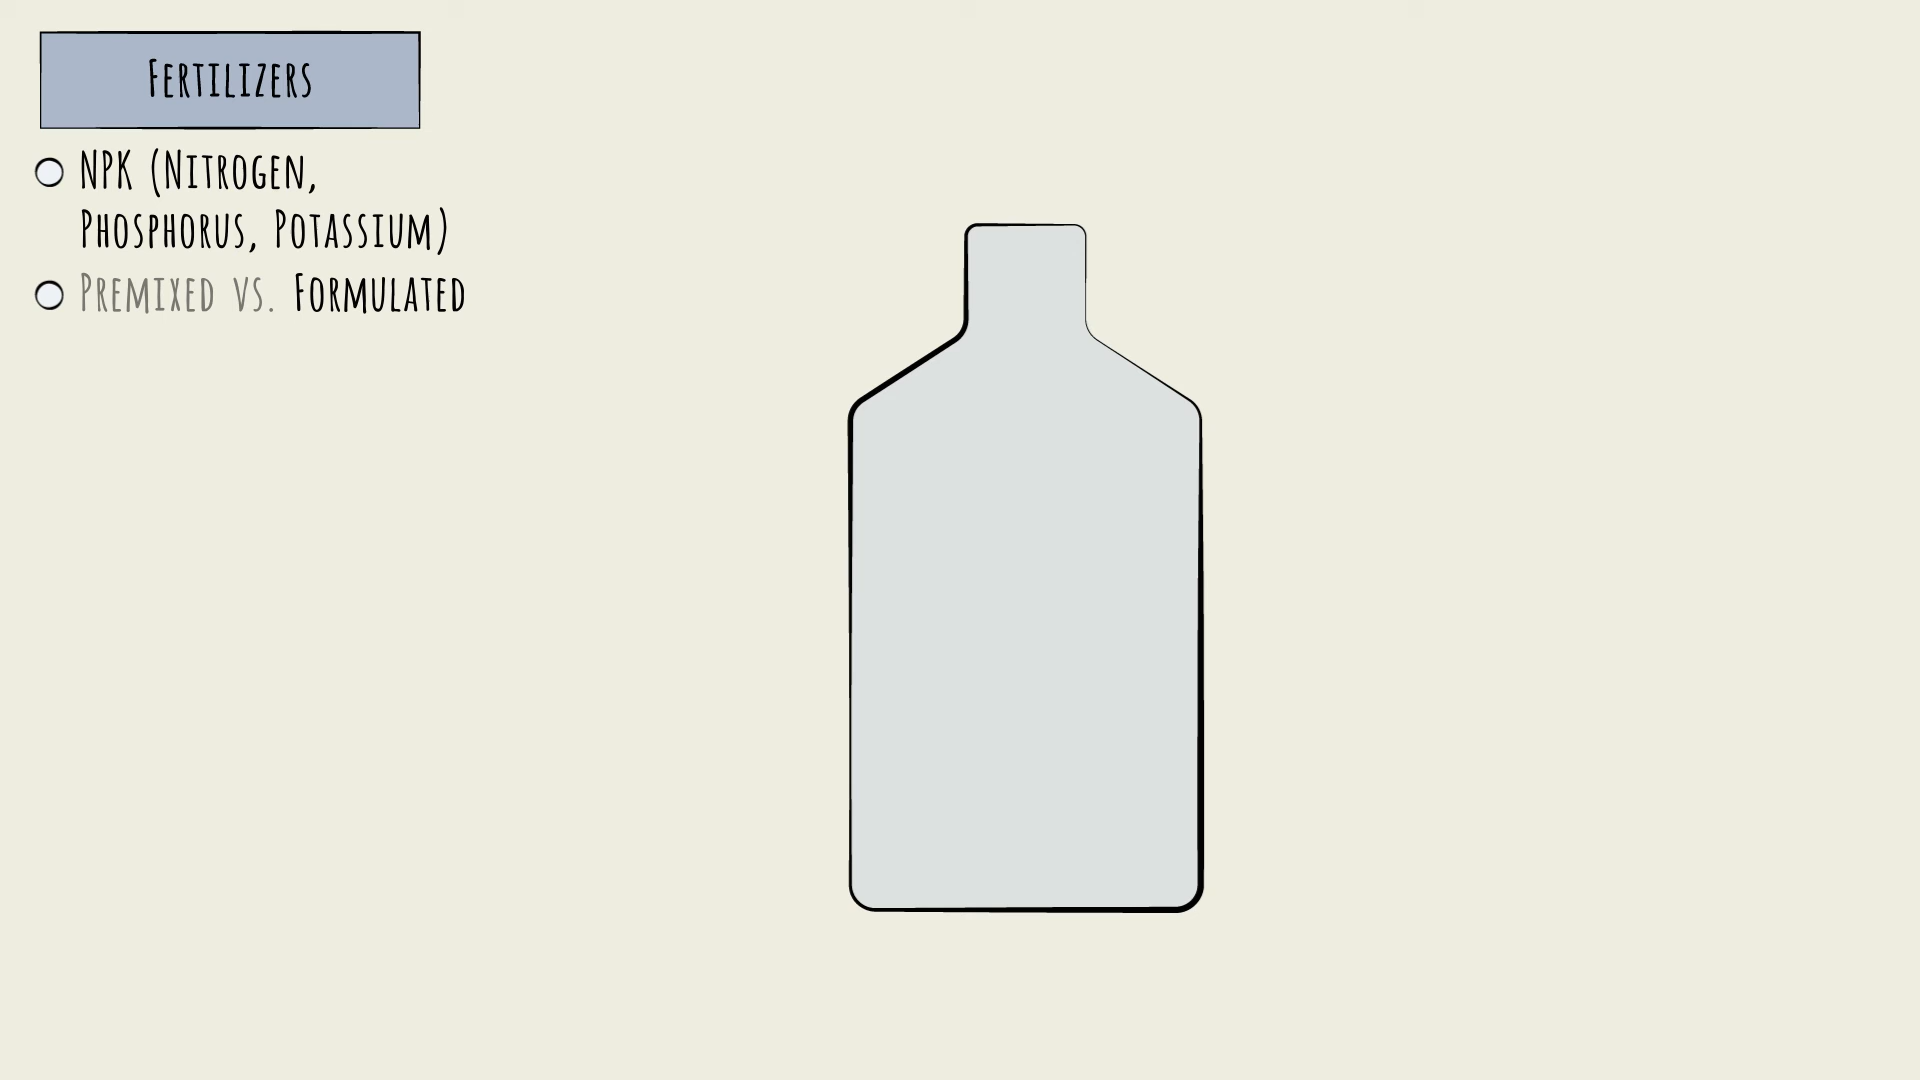 Fertilizers
NPK (Nitrogen,
Phosphorus, Potassium)
Premixed vs. Formulated